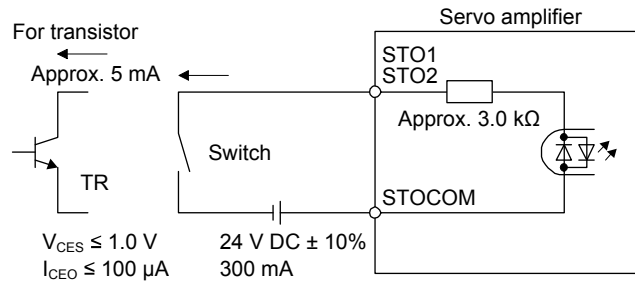 Servo amplifier
For transistor
Approx. 5 mA
STO1
STO2
Approx. 3.0 kΩ
Switch
TR
STOCOM
VCES ≤ 1.0 V
ICEO ≤ 100 µA
24 V DC ± 10%
300 mA